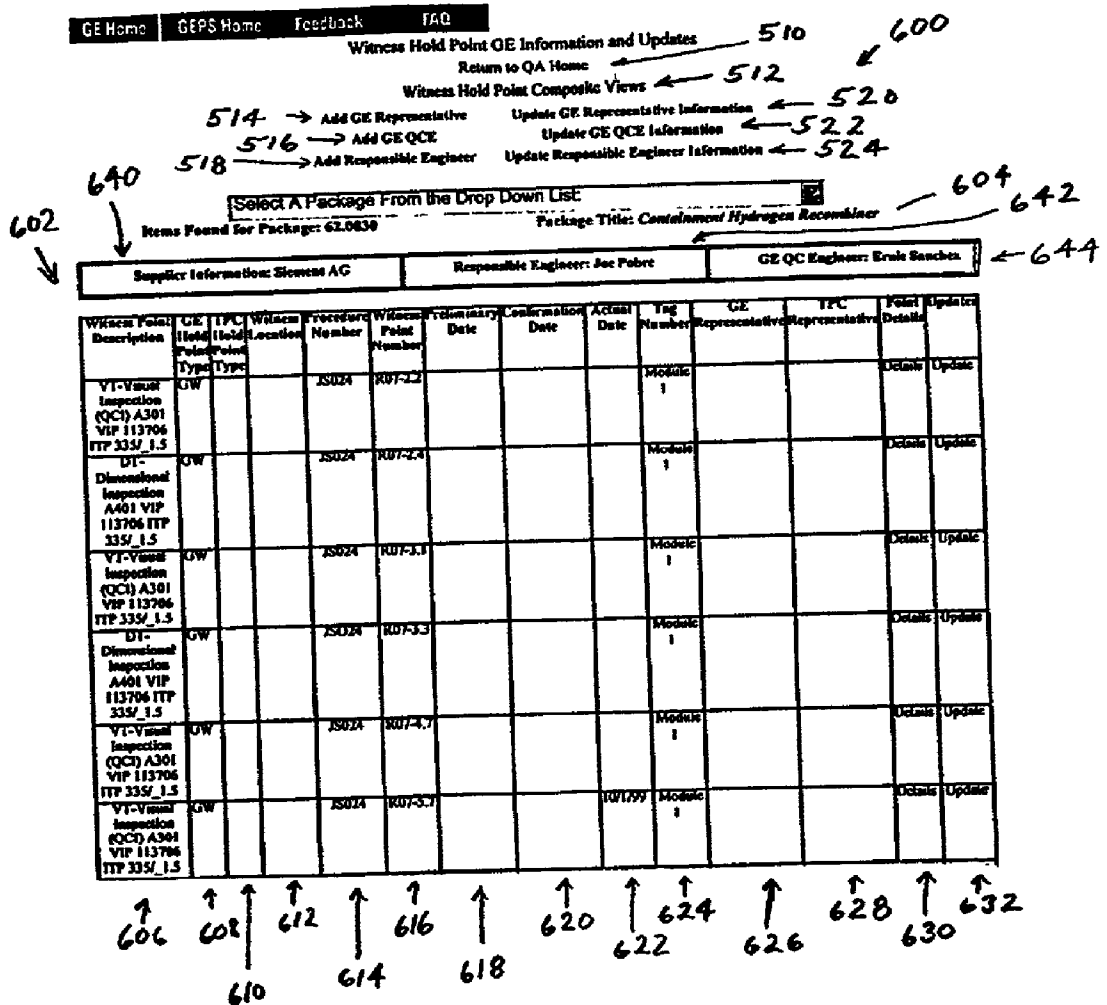 GE Home GEPS Home Feedback FAQ
Witness Hold Point GE Information and Updates 510 600
Return to QA Home
Witness Hold Point Composite Views 512
514 Add GE Representative Update GE Representative Information 520
516 Add GE QCE Update GE QCE Information 522
518 Add Responsible Engineer Update Responsible Engineer Information 524
640
Select A Package From the Drop Down List: 604
602 Items Found for Package: 62.0830 Package Title: Containment Hydrogen Recombiner 642
Supplier Information: Siemens AG Responsible Engineer: Joe Pobre GE QC Engineer: Ernie Sanchez 644
Witness Point GE TPC Witness Procedure Witness Preliminary Confirmation Actual Tag GE TPC Point Updates
Description Hold Hold Location Number Point Date Date Date Number Representative Representative Details
Point Point Number
Type Type
VT-Visual GW JS024 R07-2.2 Module Details Update
Inspection 1
(QCI) A301
VIP 113706
ITP 335/_1.5
DT- GW JS024 R07-2.4 Module Details Update
Dimensional 1
Inspection
A401 VIP
113706 ITP
335/_1.5
VT-Visual GW JS024 Module Details Update
Inspection 1
(QCI) A301
VIP 113706
ITP 335/_1.5
DT- GW JS024 R07-3.3 Module Details Update
Dimensional 1
Inspection
A401 VIP
113706 ITP
335/_1.5
VT-Visual GW JS024 Module Details Update
Inspection 1
(QCI) A301
VIP 113706
ITP 335/_1.5
VT-Visual GW JS024 10/1/99 Module Details Update
Inspection 1
(QCI) A301
VIP 113706
ITP 335/_1.5
606 608 612 616 620 624 628 632
610 614 618 622 626 630